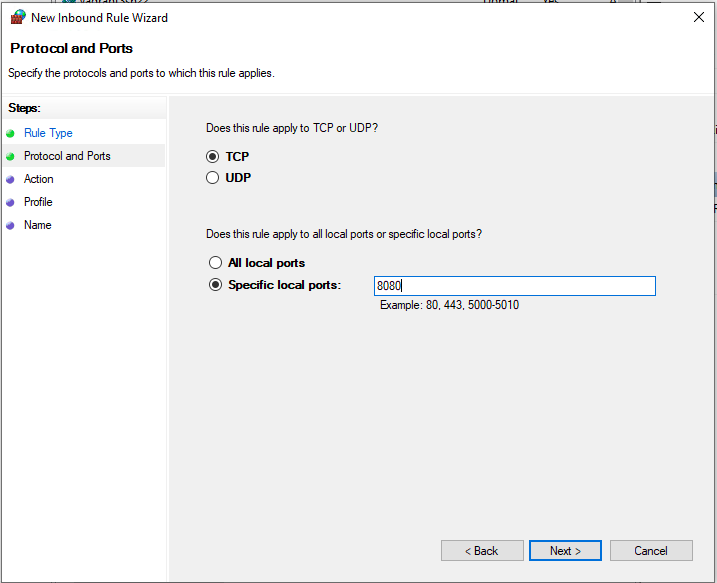 New Inbound Rule Wizard
Protocol and Ports
Specify the protocols and ports to which this rule applies.
Steps:
Rule Type
Protocol and Ports
Action
Profile
Name
Does this rule apply to TCP or UDP?
TCP
UDP
Does this rule apply to all local ports or specific local ports?
All local ports
Specific local ports:
8080
Example: 80, 443, 5000-5010
< Back
Next >
Cancel